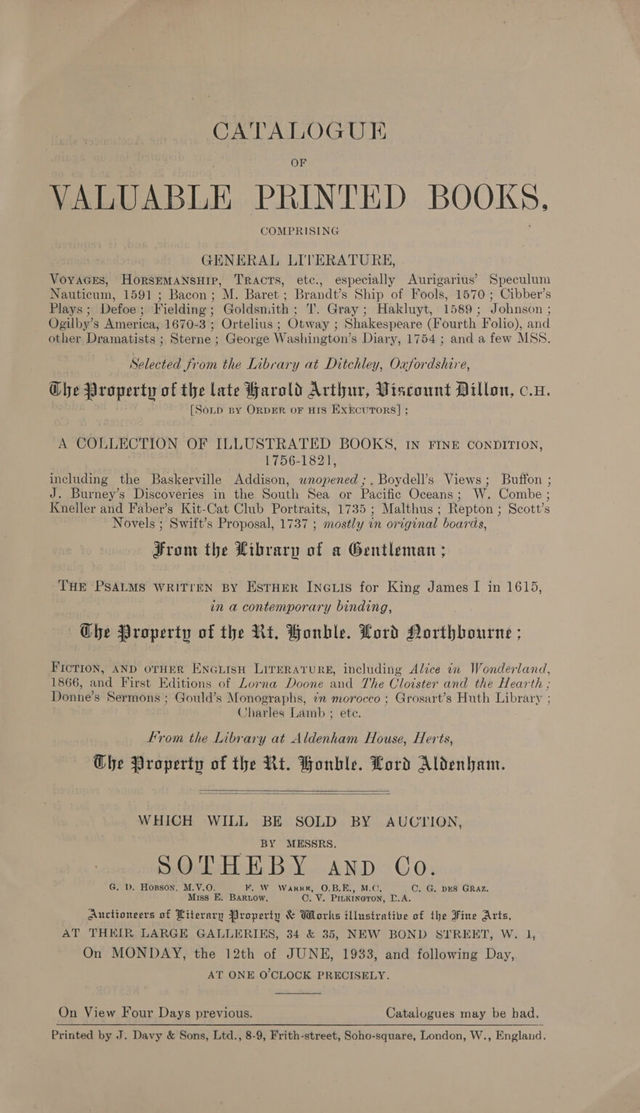 CATALOGUE
OF
VALUABLE PRINTED BOOKS,
COMPRISING
GENERAL LITERATURE,
VOYAGES, HORSEMANSHIP, TRACTS, etc., especially Aurigarius' Speculum
Nauticum, 1591 ; Bacon ; M. Baret ; Brandt's Ship of Fools, 1570 ; Cibber's
Plays ; Defoe ; Fielding ; Goldsmith ; T. Gray ; Hakluyt, 1589 ; Johnson ;
Ogilby's America, 1670-3 ; Ortelius ; Otway ; Shakespeare (Fourth Folio), and
other Dramatists ; Sterne ; George Washington's Diary, 1754 ; and a few MSS.
Selected from the Library at Ditchley, Oxfordshire,
The Property of the late Harold Arthur, Viscount Dillon, C.H.
[SOLD BY ORDER OF HIS EXECUTORS] ;
A COLLECTION OF ILLUSTRATED BOOKS, IN FINE CONDITION,
1756-1821,
including the Baskerville Addison, unopened ; Boydell's Views ; Buffon ;
J. Burney's Discoveries in the South Sea or Pacific Oceans ; W. Combe ;
Kneller and Faber's Kit-Cat Club Portraits, 1735 ; Malthus ; Repton ; Scott's
Novels ; Swift's Proposal, 1737 ; mostly in original boards,
From the Library of a Gentleman ;
THE PSALMS WRITTEN BY ESTHER INGLIS for King James I in 1615,
in a contemporary binding,
The Property of the Rt. Honble. Lord Northbourne ;
FICTION, AND OTHER ENGLISH LITERATURE, including Alice in Wonderland,
1866, and First Editions of Lorna Doone and The Cloister and the Hearth ;
Donne's Sermons ; Gould's Monographs, in morocco ; Grosart's Huth Library ;
Charles Lamb ; etc.
From the Library at Aldenham House, Herts,
The Property of the Rt. Honble. Lord Aldenham.
WHICH WILL BE SOLD BY AUCTION,
BY MESSRS.
SOTHEBY AND CO.
G. D. HOBSON, M.V.O. F. W WARRE, O.B.E., M.C. C. G. DES GRAZ.
MISS E. BARLOW. C. V. PILKINGTON, D.A.
Auctioneers of Literary Property & Works illustrative of the Fine Arts,
AT THEIR LARGE GALLERIES, 34 & 35, NEW BOND STREET, W. 1,
On MONDAY, the 12th of JUNE, 1933, and following Day,
AT ONE O'CLOCK PRECISELY.
On View Four Days previous. Catalogues may be had.
Printed by J. Davy & Sons, Ltd., 8-9, Frith-street, Soho-square, London, W., England.